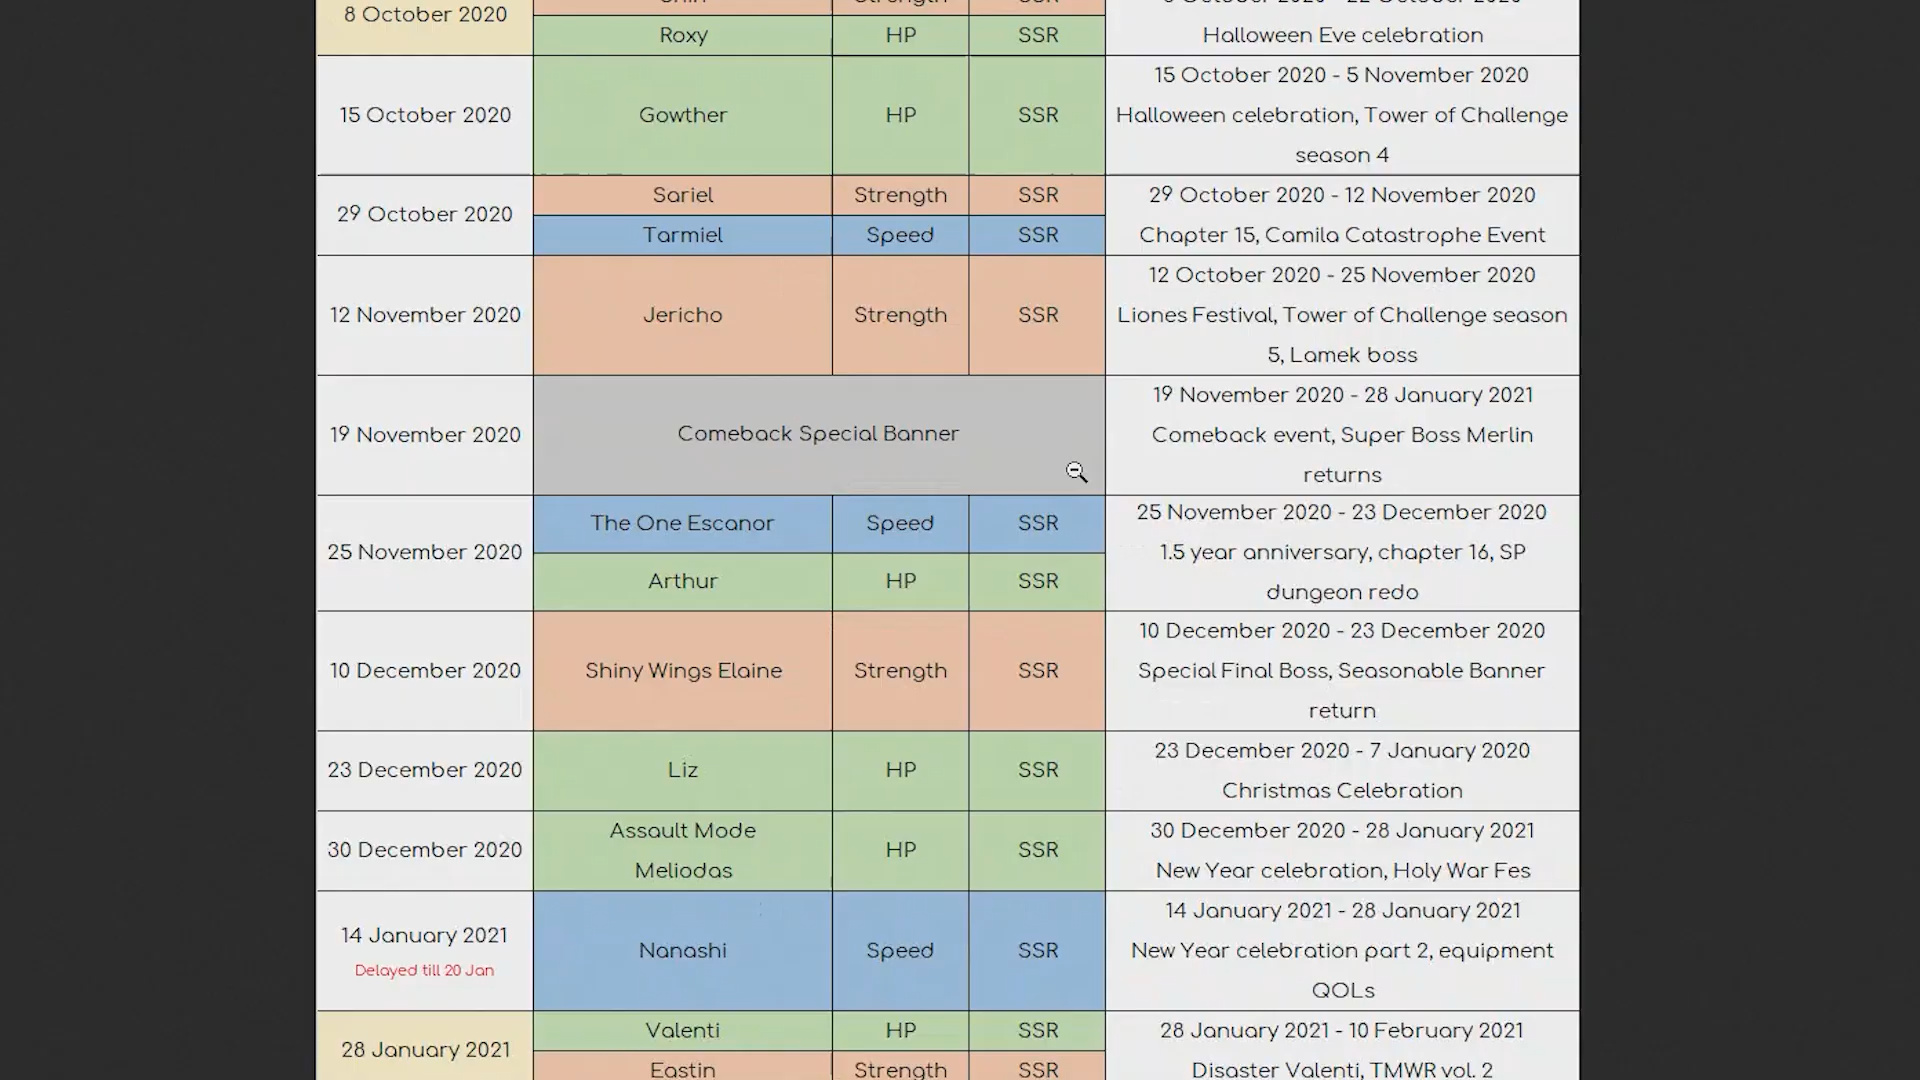 8 October 2020
Roxy HP SSR
Halloween Eve celebration
15 October 2020 Gowther HP SSR
15 October 2020 - 5 November 2020
Halloween celebration, Tower of Challenge
season 4
29 October 2020
Sariel Strength SSR
Tarmiel Speed SSR
29 October 2020 - 12 November 2020
Chapter 15, Camila Catastrophe Event
12 November 2020 Jericho Strength SSR
12 October 2020 - 25 November 2020
Liones Festival, Tower of Challenge season
5, Lamek boss
19 November 2020 Comeback Special Banner
19 November 2020 - 28 January 2021
Comeback event, Super Boss Merlin
returns
25 November 2020
The One Escanor Speed SSR
Arthur HP SSR
25 November 2020 - 23 December 2020
1.5 year anniversary, chapter 16, SP
dungeon redo
10 December 2020 Shiny Wings Elaine Strength SSR
10 December 2020 - 23 December 2020
Special Final Boss, Seasonable Banner
return
23 December 2020 Liz HP SSR
23 December 2020 - 7 January 2020
Christmas Celebration
30 December 2020
Assault Mode
Meliodas
HP SSR
30 December 2020 - 28 January 2021
New Year celebration, Holy War Fes
14 January 2021
Delayed till 20 Jan
Nanashi Speed SSR
14 January 2021 - 28 January 2021
New Year celebration part 2, equipment
QOLs
28 January 2021
Valenti HP SSR
Eastin Strength SSR
28 January 2021 - 10 February 2021
Disaster Valenti, TMWR vol. 2